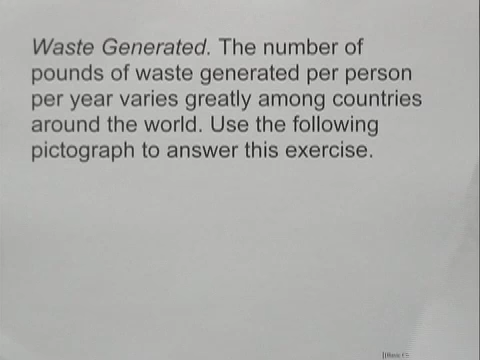 Waste Generated. The number of
pounds of waste generated per person
per year varies greatly among countries
around the world. Use the following
pictograph to answer this exercise.